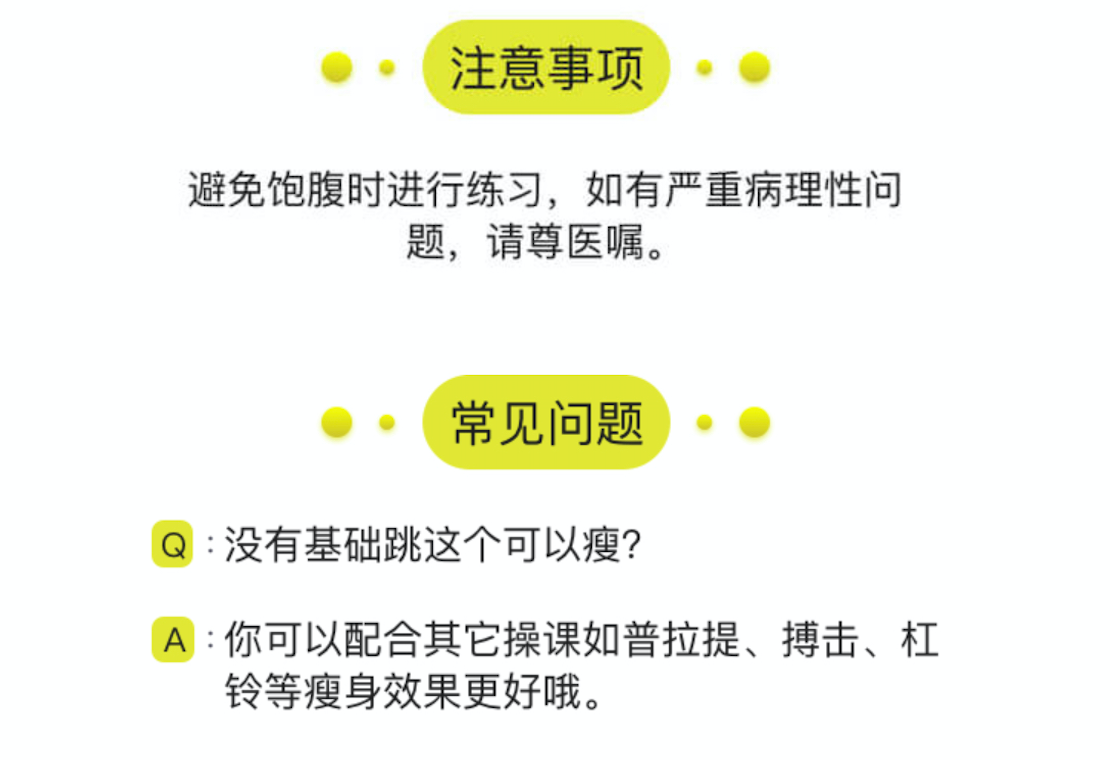 注意事项
避免饱腹时进行练习，如有严重病理性问
题，请尊医嘱。
常见问题
Q：没有基础跳这个可以瘦？
A：你可以配合其它操课如普拉提、搏击、杠
铃等瘦身效果更好哦。